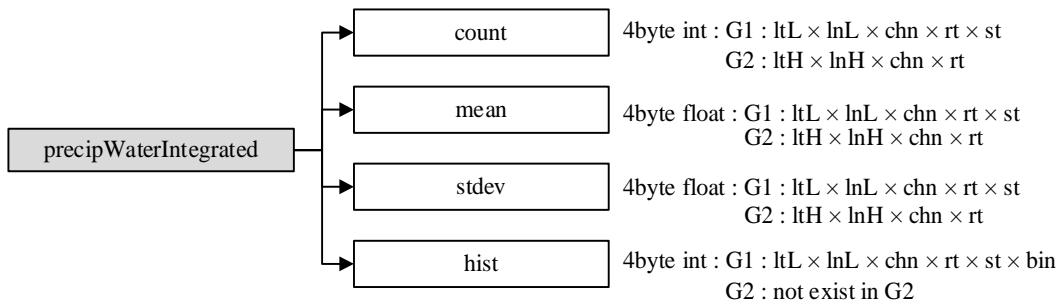 count
4byte int : G1 : ltL × lnL × chn × rt × st
G2 : ltH × lnH × chn × rt
mean
4byte float : G1 : ltL × lnL × chn × rt × st
G2 : ltH × lnH × chn × rt
precipWaterIntegrated
stdev
4byte float : G1 : ltL × lnL × chn × rt × st
G2 : ltH × lnH × chn × rt
hist
4byte int : G1 : ltL × lnL × chn × rt × st × bin
G2 : not exist in G2